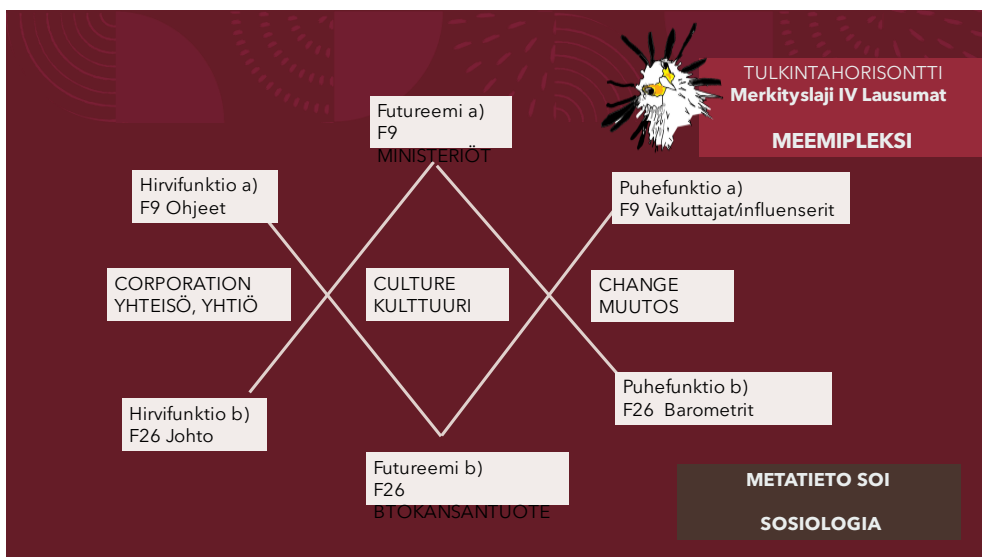 TULKINTAHORISONTTI
Merkityslaji IV Lausumat
MEEMIPLEKSI
Futureemi a)
F9
MINISTERIÖT
Hirvifunktio a)
F9 Ohjeet
Puhefunktio a)
F9 Vaikuttajat/influenserit
CORPORATION
YHTEISÖ, YHTIÖ
CULTURE
KULTTUURI
CHANGE
MUUTOS
Hirvifunktio b)
F26 Johto
Puhefunktio b)
F26 Barometrit
Futureemi b)
F26
BTOKANSANTUOTE
METATIETO SOI
SOSIOLOGIA